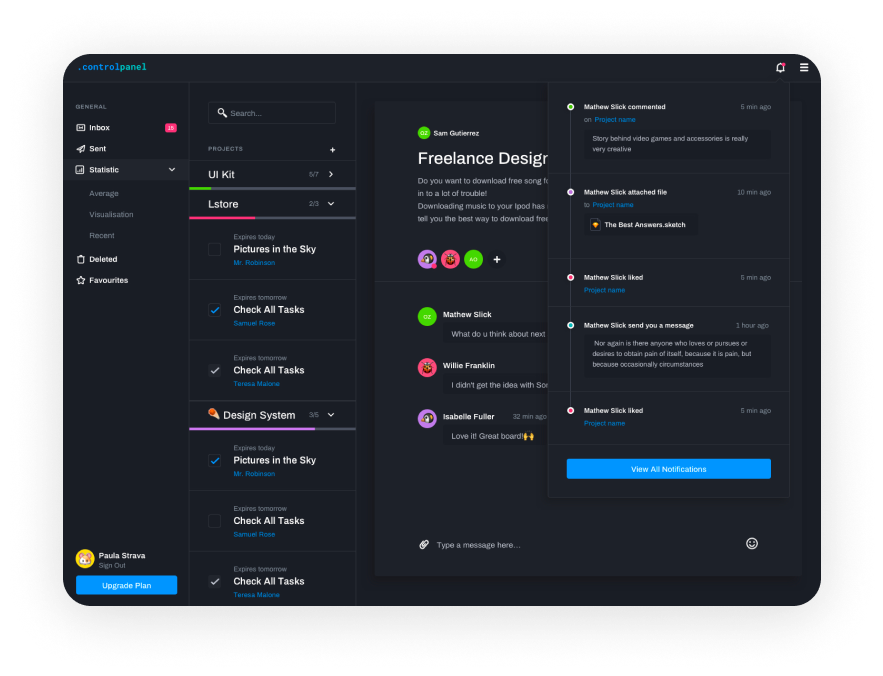 .controlpanel
GENERAL
Inbox
Sent
Statistic
Average
Visualisation
Recent
Deleted
Favourites
Paula Strava
Sign Out
Upgrade Plan
Search...
PROJECTS +
UI Kit 5/7
Lstore 2/3
Expires today
Pictures in the Sky
Mr. Robinson
Expires tomorrow
Check All Tasks
Samuel Rose
Expires tomorrow
Check All Tasks
Teresa Malone
Design System 3/5
Expires today
Pictures in the Sky
Mr. Robinson
Expires tomorrow
Check All Tasks
Samuel Rose
Expires tomorrow
Check All Tasks
Teresa Malone
OZ Sam Gutierrez
Freelance Design
Do you want to download free song fo
in to a lot of trouble!
Downloading music to your Ipod has
tell you the best way to download free
AO +
OZ Mathew Slick
What do u think about next
Willie Franklin
I didn't get the idea with Son
Isabelle Fuller 32 min ago
Love it! Great board!🙌
Type a message here...
Mathew Slick commented 5 min ago
on Project name
Story behind video games and accessories is really
very creative
Mathew Slick attached file 10 min ago
to Project name
The Best Answers.sketch
Mathew Slick liked 5 min ago
Project name
Mathew Slick send you a message 1 hour ago
Nor again is there anyone who loves or pursues or
desires to obtain pain of itself, because it is pain, but
because occasionally circumstances
Mathew Slick liked 5 min ago
Project name
View All Notifications